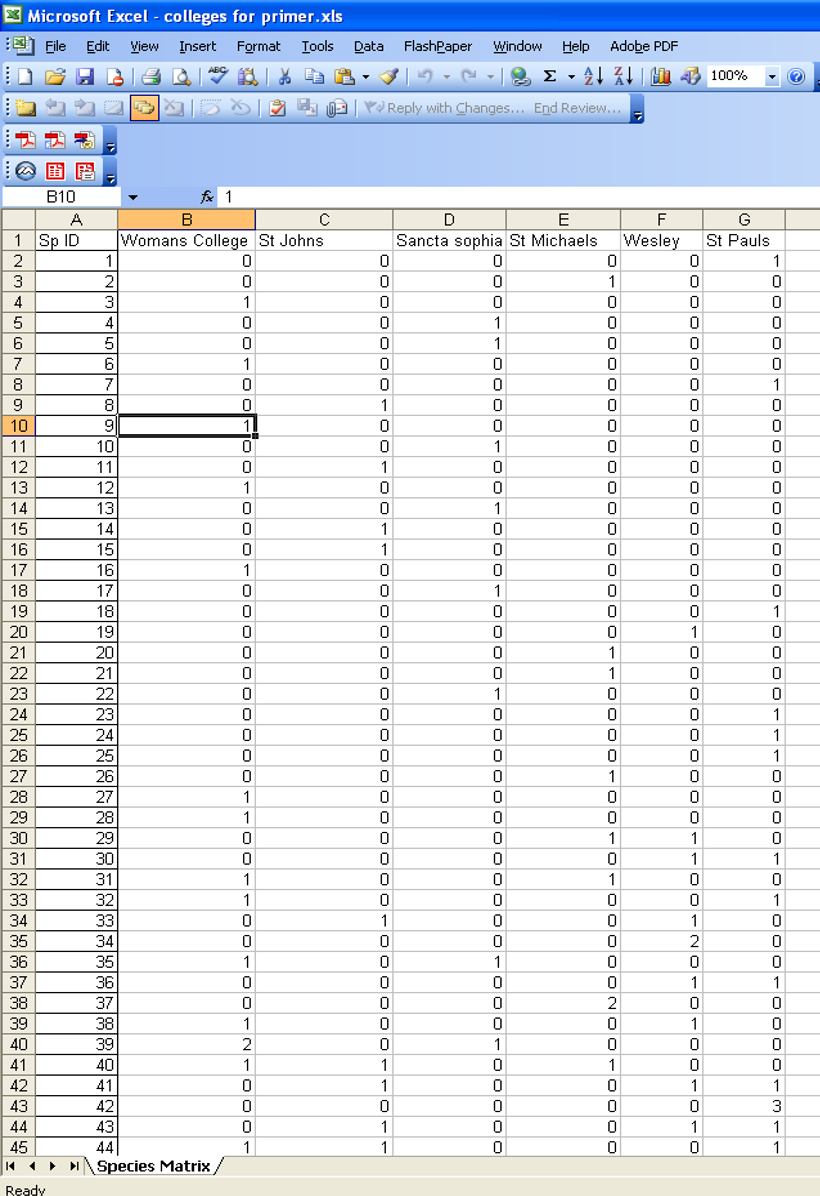 Microsoft Excel - colleges for primer.xls
File Edit View Insert Format Tools Data FlashPaper Window Help Adobe PDF
ABC Σ A Z Z A 100% ?
Reply with Changes... End Review...
B10 fx 1
A B C D E F G
1 Sp ID Womans College St Johns Sancta sophia St Michaels Wesley St Pauls
2 1 0 0 0 0 0 1
3 2 0 0 0 1 0 0
4 3 1 0 0 0 0 0
5 4 0 0 1 0 0 0
6 5 0 0 1 0 0 0
7 6 1 0 0 0 0 0
8 7 0 0 0 0 0 1
9 8 0 1 0 0 0 0
10 9 1 0 0 0 0 0
11 10 0 0 1 0 0 0
12 11 0 1 0 0 0 0
13 12 1 0 0 0 0 0
14 13 0 0 1 0 0 0
15 14 0 1 0 0 0 0
16 15 0 1 0 0 0 0
17 16 1 0 0 0 0 0
18 17 0 0 1 0 0 0
19 18 0 0 0 0 0 1
20 19 0 0 0 0 1 0
21 20 0 0 0 1 0 0
22 21 0 0 0 1 0 0
23 22 0 0 1 0 0 0
24 23 0 0 0 0 0 1
25 24 0 0 0 0 0 1
26 25 0 0 0 0 0 1
27 26 0 0 0 1 0 0
28 27 1 0 0 0 0 0
29 28 1 0 0 0 0 0
30 29 0 0 0 1 1 0
31 30 0 0 0 0 1 1
32 31 1 0 0 1 0 0
33 32 1 0 0 0 0 1
34 33 0 1 0 0 1 0
35 34 0 0 0 0 2 0
36 35 1 0 1 0 0 0
37 36 0 0 0 0 1 1
38 37 0 0 0 2 0 0
39 38 1 0 0 0 1 0
40 39 2 0 1 0 0 0
41 40 1 1 0 1 0 0
42 41 0 1 0 0 1 1
43 42 0 0 0 0 0 3
44 43 0 1 0 0 1 1
45 44 1 1 0 0 0 1
Species Matrix
Ready